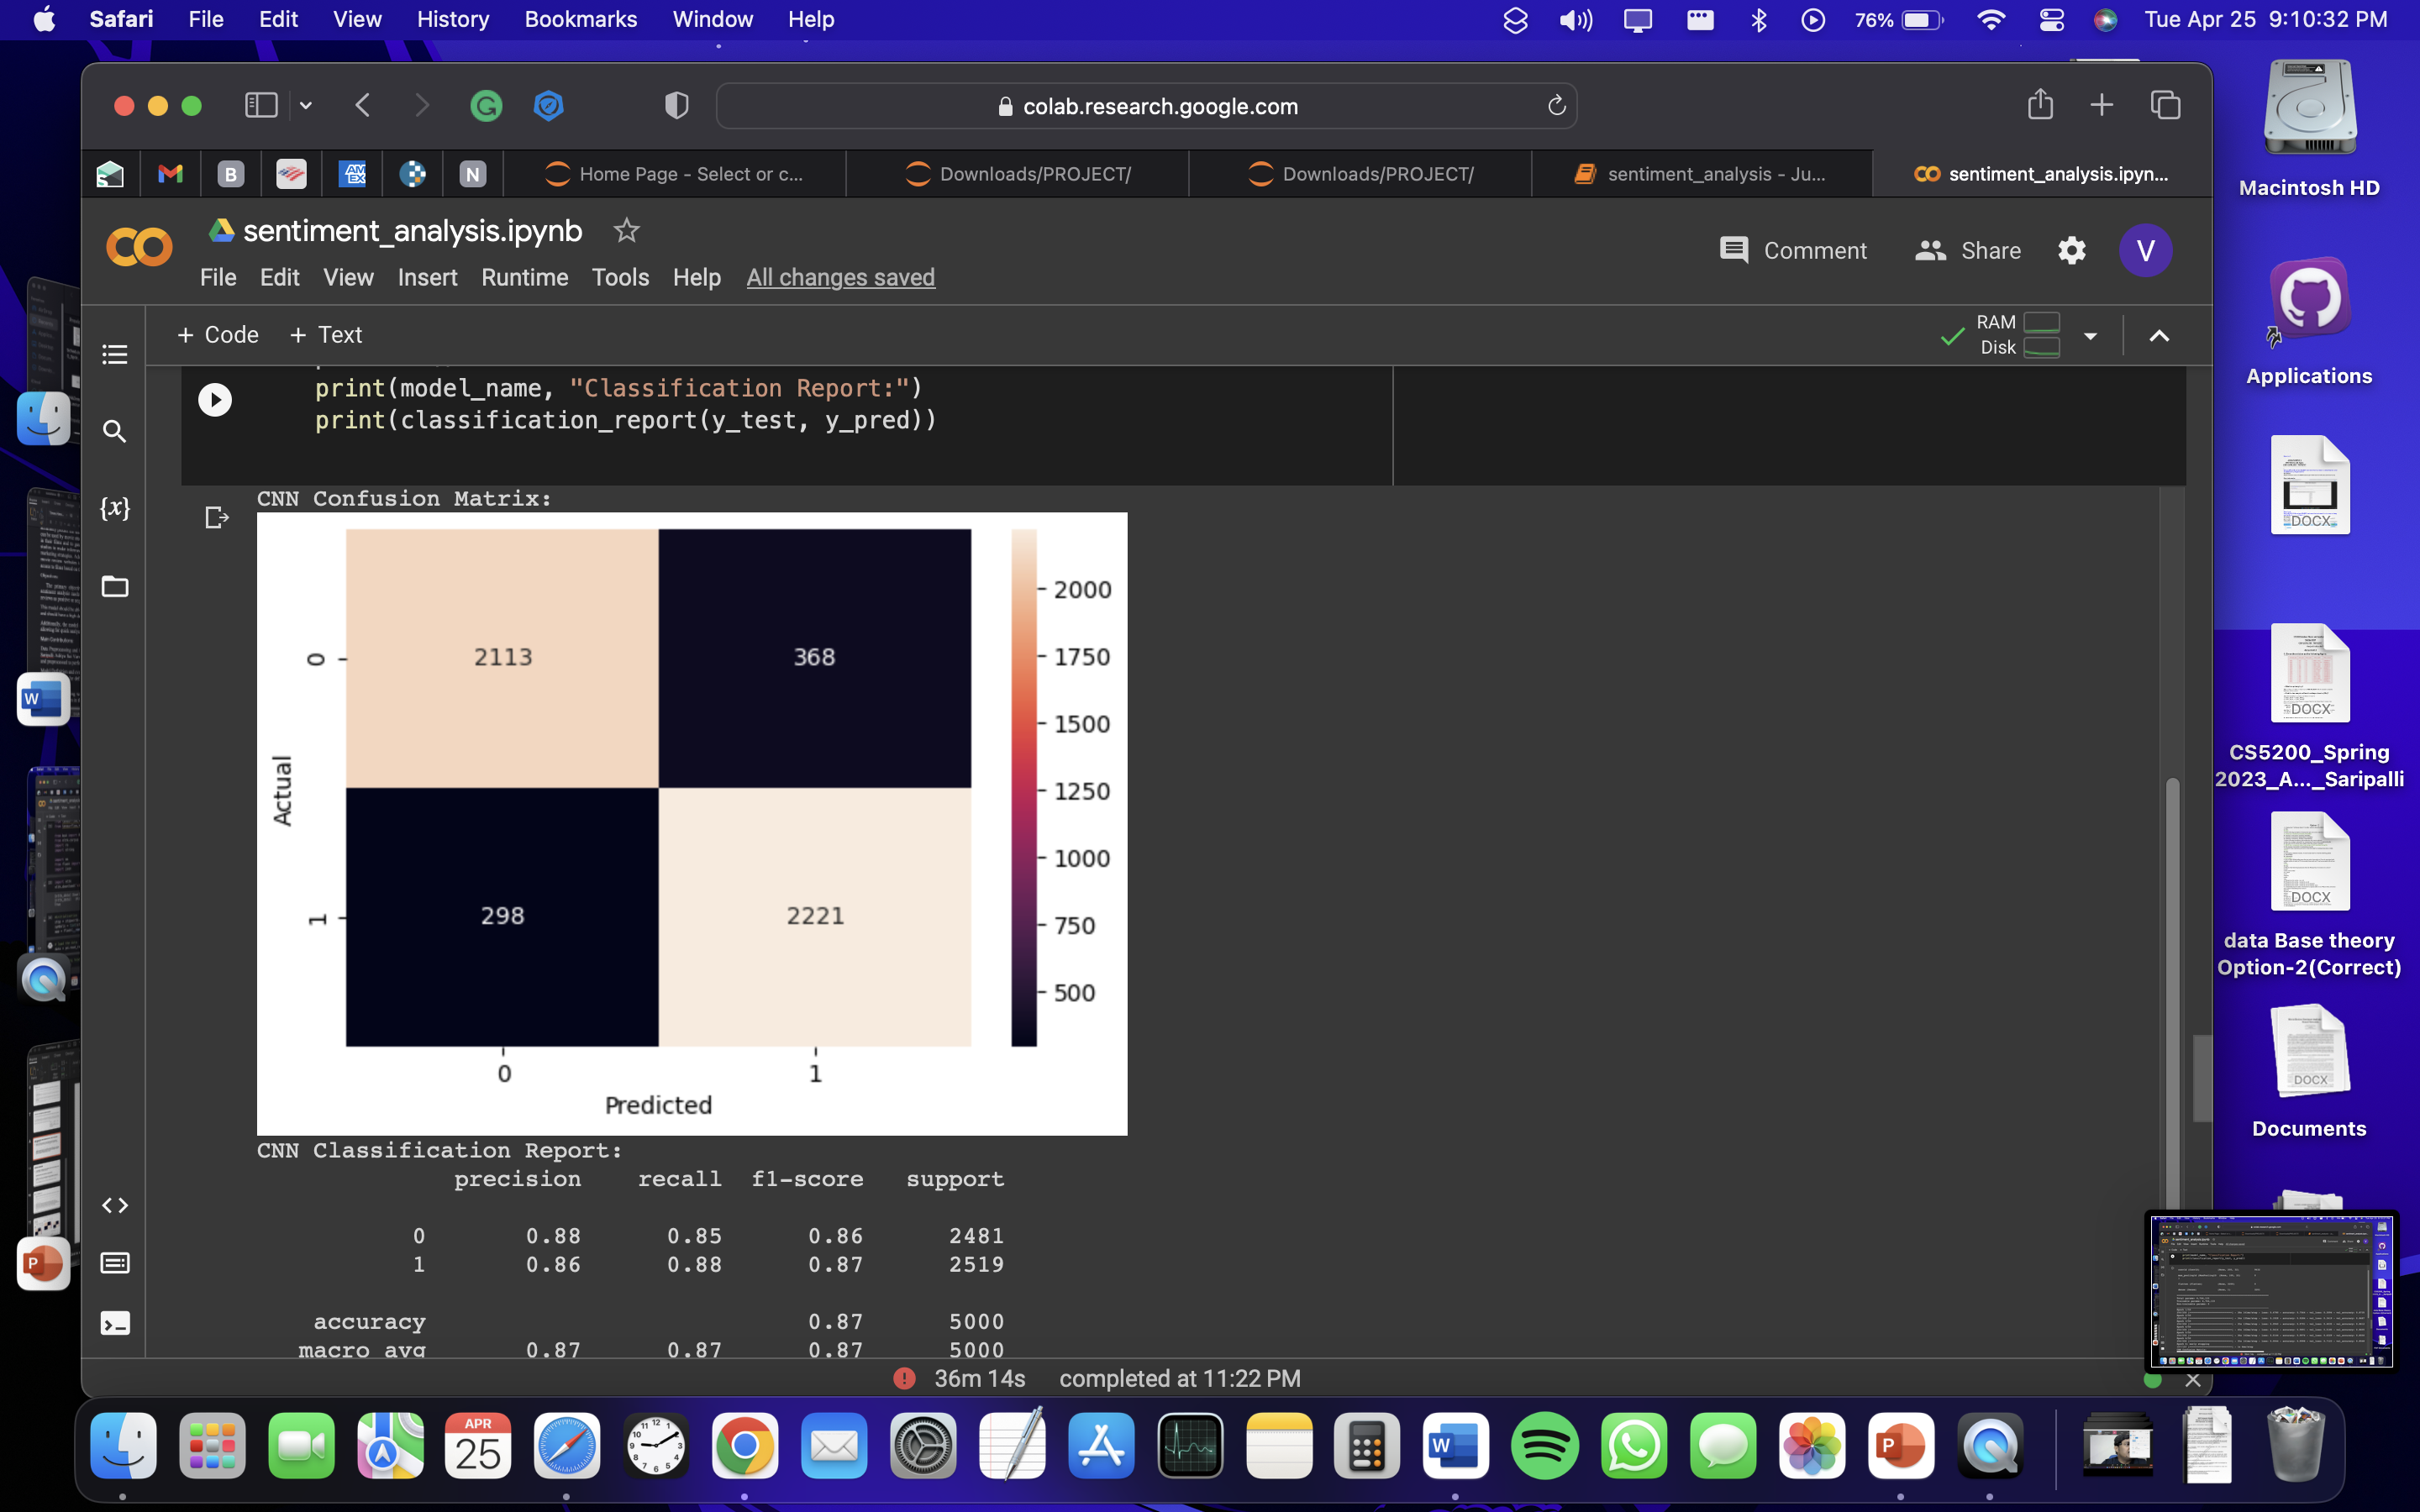 Safari File Edit View History Bookmarks Window Help 76% Tue Apr 25 9:10:32 PM
colab.research.google.com
B AM EX N Home Page - Select or c... Downloads/PROJECT/ Downloads/PROJECT/ sentiment_analysis - Ju... sentiment_analysis.ipyn...
sentiment_analysis.ipynb
Comment Share V
File Edit View Insert Runtime Tools Help All changes saved
+ Code + Text
RAM
Disk
print(model_name, "Classification Report:")
print(classification_report(y_test, y_pred))
{x}
CNN Confusion Matrix:
2113 368
298 2221
0
1
Actual
0 1
Predicted
2000
1750
1500
1250
1000
750
500
CNN Classification Report:
precision recall f1-score support
0 0.88 0.85 0.86 2481
1 0.86 0.88 0.87 2519
accuracy 0.87 5000
macro avg 0.87 0.87 0.87 5000
36m 14s completed at 11:22 PM
Macintosh HD
Applications
DOCX
DOCX
CS5200_Spring
2023_A..._Saripalli
DOCX
data Base theory
Option-2(Correct)
DOCX
Documents
W
P
APR
25
W
P